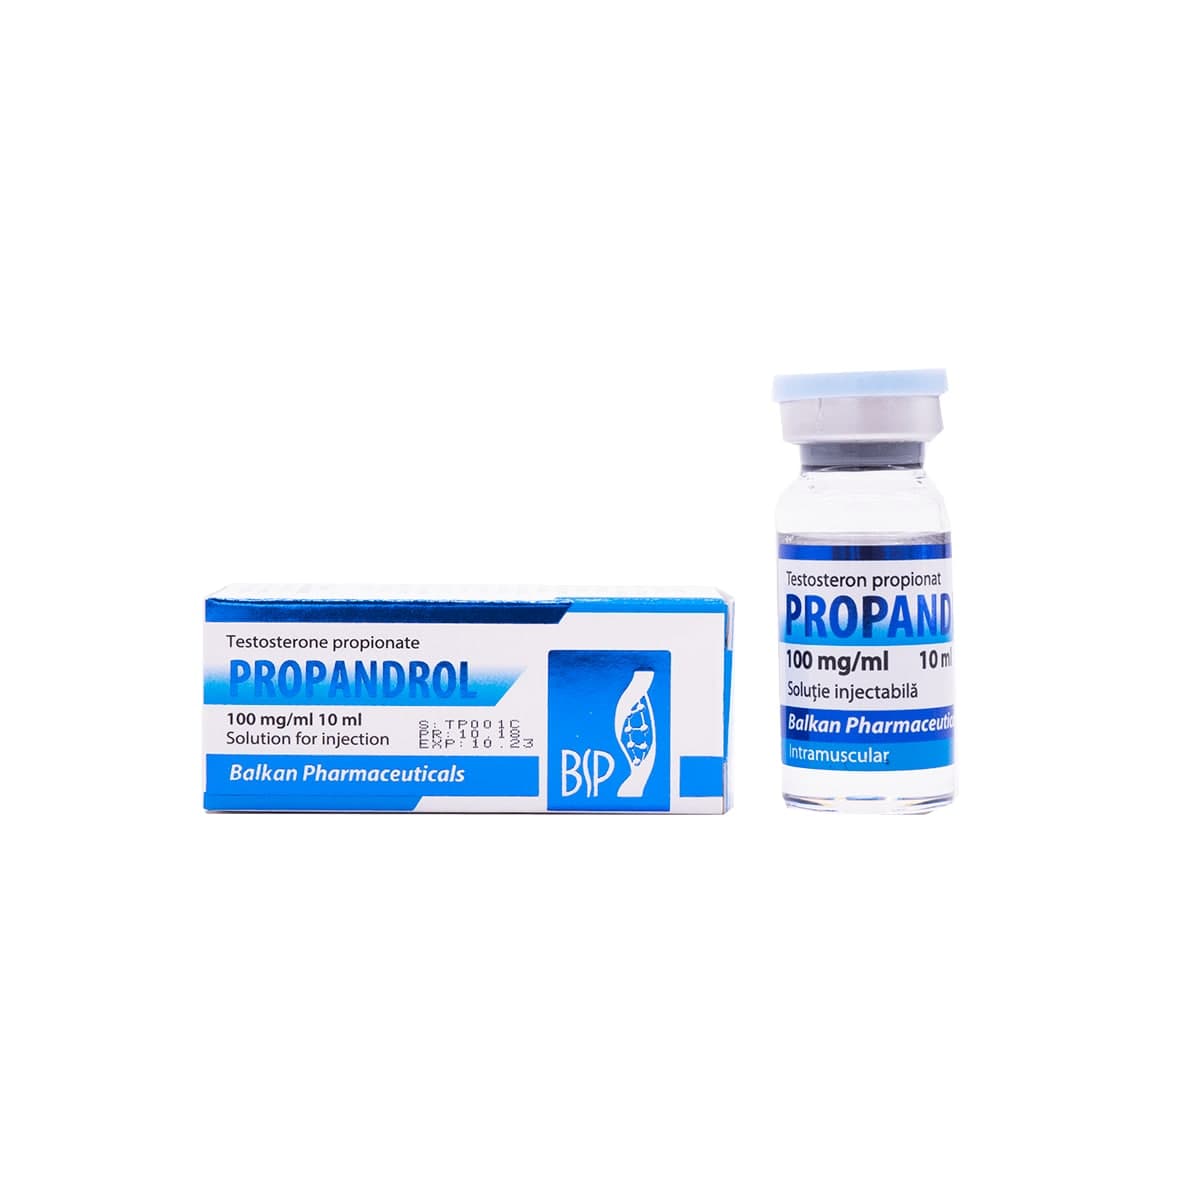 Testosterone propionate
PROPANDROL
100 mg/ml 10 ml
Solution for injection
S: TP001C
PR: 10.18
EXP: 10.23
Balkan Pharmaceuticals
BSP
Testosteron propionat
PROPAND
100 mg/ml 10 ml
Soluție injectabilă
Balkan Pharmaceutic
intramuscular